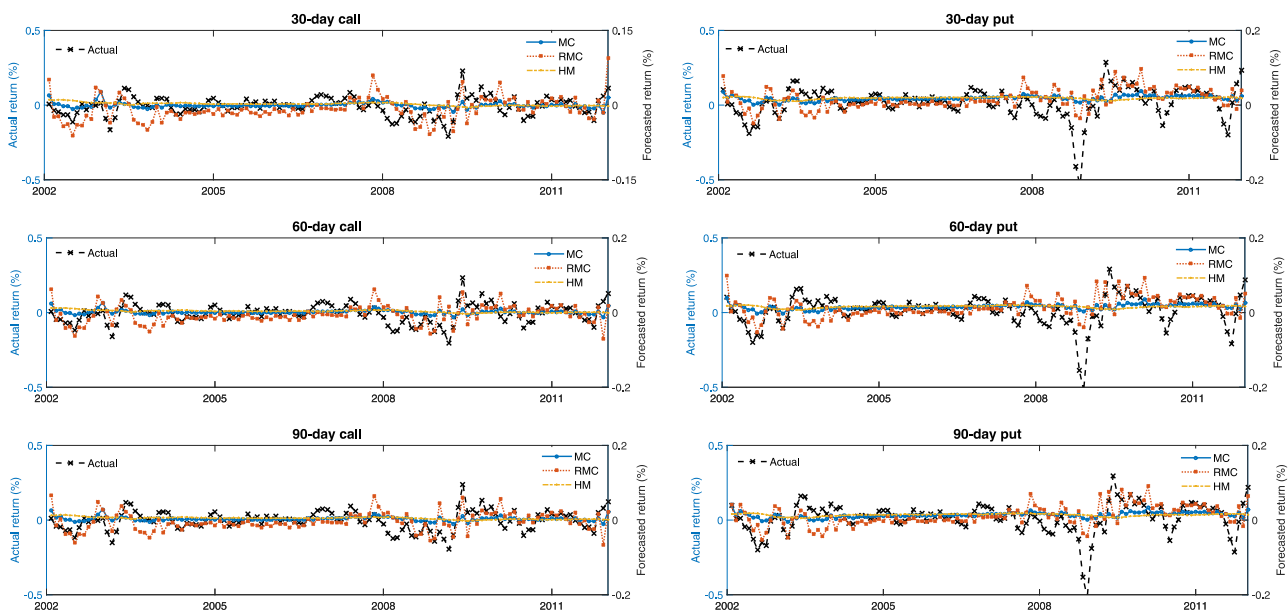 30-day call
0.5
0
-0.5
Actual return (%)
0.15
0
-0.15
Forecasted return (%)
Actual
MC
RMC
HM
2002
2005
2008
2011
30-day put
0.5
0
-0.5
Actual return (%)
0.2
0
-0.2
Forecasted return (%)
Actual
MC
RMC
HM
2002
2005
2008
2011
60-day call
0.5
0
-0.5
Actual return (%)
0.2
0
-0.2
Forecasted return (%)
Actual
MC
RMC
HM
2002
2005
2008
2011
60-day put
0.5
0
-0.5
Actual return (%)
0.2
0
-0.2
Forecasted return (%)
Actual
MC
RMC
HM
2002
2005
2008
2011
90-day call
0.5
0
-0.5
Actual return (%)
0.2
0
-0.2
Forecasted return (%)
Actual
MC
RMC
HM
2002
2005
2008
2011
90-day put
0.5
0
-0.5
Actual return (%)
0.2
0
-0.2
Forecasted return (%)
Actual
MC
RMC
HM
2002
2005
2008
2011